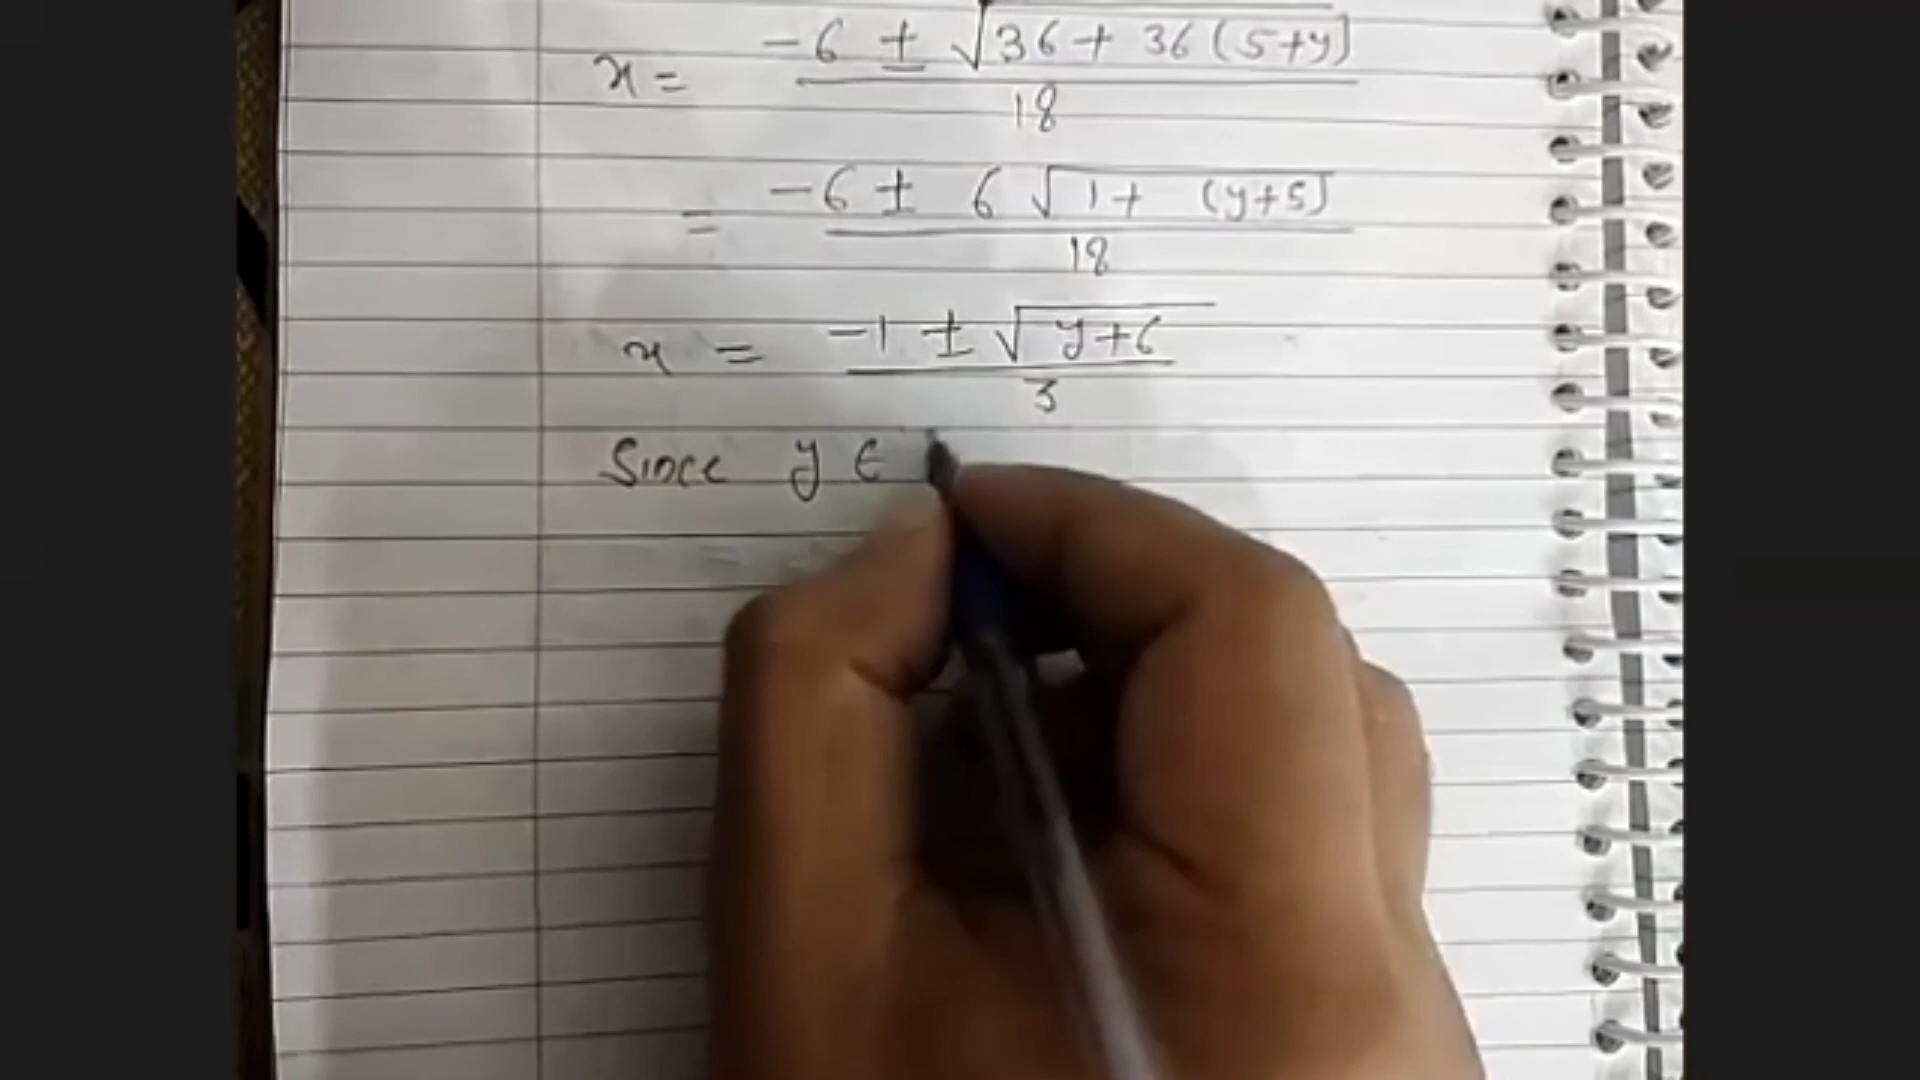 x = -6 ± √36 + 36 (5+y)
18
= -6 ± 6 √1 + (y+5)
18
x = -1 ± √y+6
3
Since y ∈